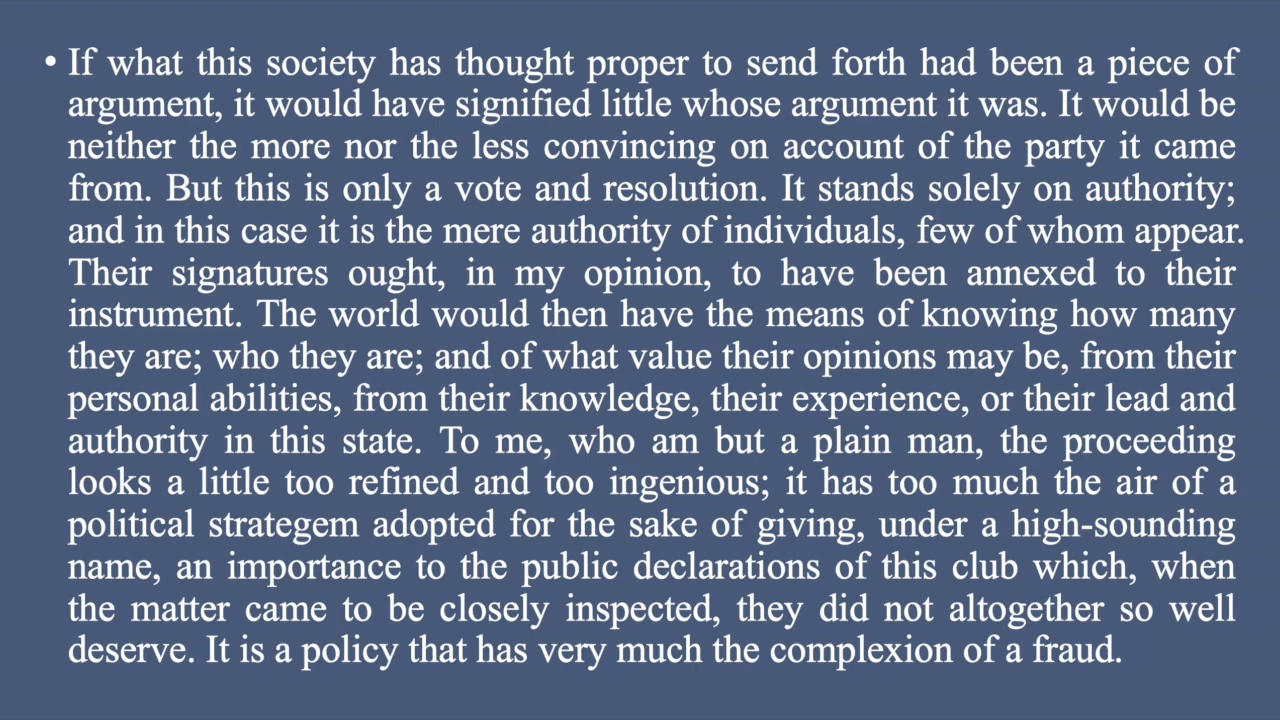 • If what this society has thought proper to send forth had been a piece of
argument, it would have signified little whose argument it was. It would be
neither the more nor the less convincing on account of the party it came
from. But this is only a vote and resolution. It stands solely on authority;
and in this case it is the mere authority of individuals, few of whom appear.
Their signatures ought, in my opinion, to have been annexed to their
instrument. The world would then have the means of knowing how many
they are; who they are; and of what value their opinions may be, from their
personal abilities, from their knowledge, their experience, or their lead and
authority in this state. To me, who am but a plain man, the proceeding
looks a little too refined and too ingenious; it has too much the air of a
political strategem adopted for the sake of giving, under a high-sounding
name, an importance to the public declarations of this club which, when
the matter came to be closely inspected, they did not altogether so well
deserve. It is a policy that has very much the complexion of a fraud.